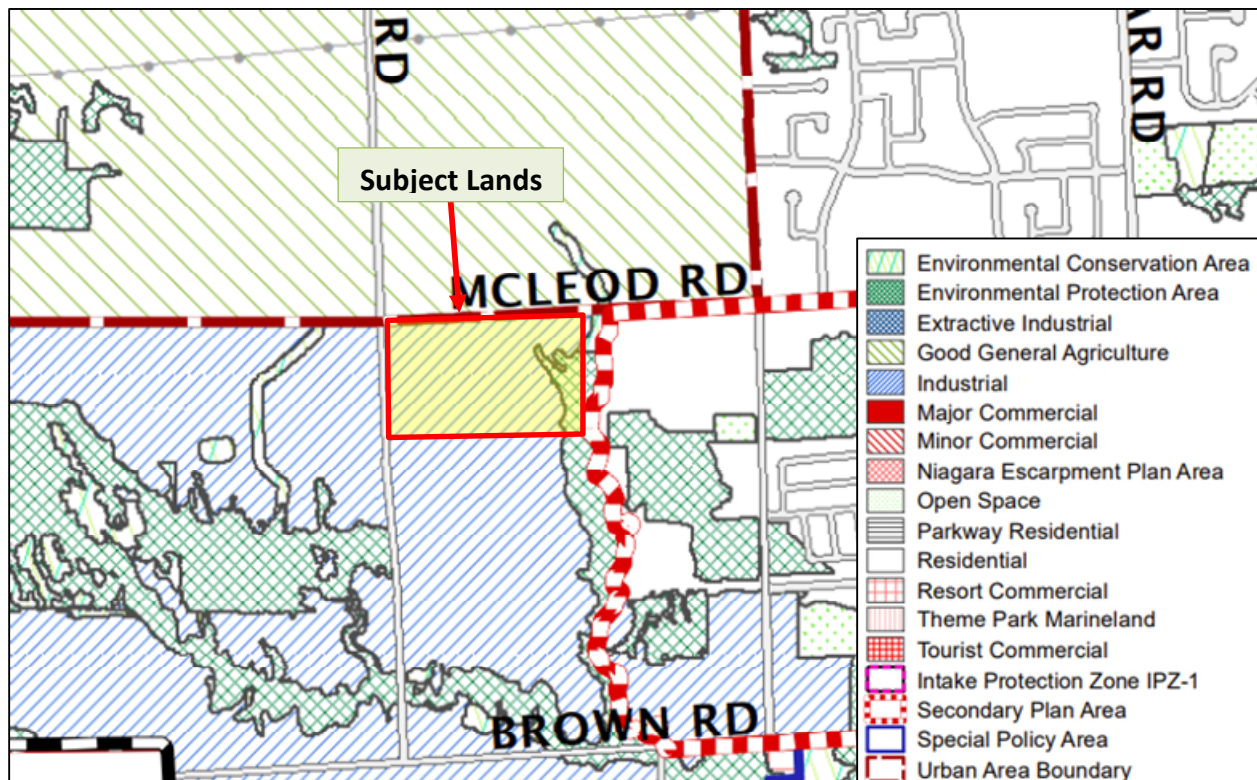 RD
AR RD
Subject Lands
MCLEOD RD
BROWN RD
Environmental Conservation Area
Environmental Protection Area
Extractive Industrial
Good General Agriculture
Industrial
Major Commercial
Minor Commercial
Niagara Escarpment Plan Area
Open Space
Parkway Residential
Residential
Resort Commercial
Theme Park Marineland
Tourist Commercial
Intake Protection Zone IPZ-1
Secondary Plan Area
Special Policy Area
Urban Area Boundary